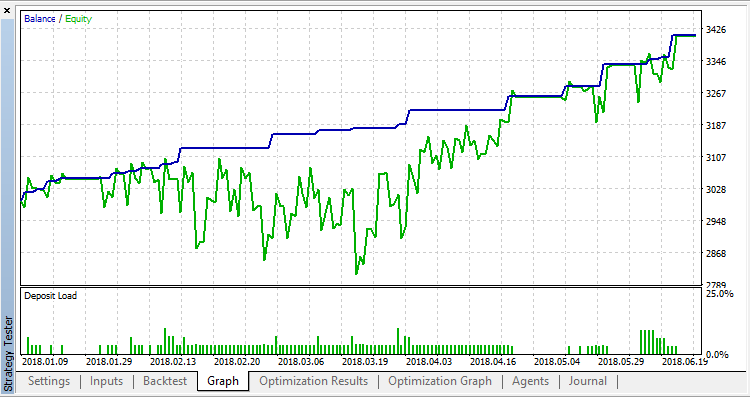 Balance / Equity
3426
3346
3267
3187
3107
3028
2948
2868
2789
Deposit Load
25.0%
0.0%
2018.01.09 2018.01.29 2018.02.13 2018.02.20 2018.03.06 2018.03.19 2018.04.03 2018.04.16 2018.05.04 2018.05.29 2018.06.19
Strategy Tester
Settings | Inputs | Backtest | Graph | Optimization Results | Optimization Graph | Agents | Journal |